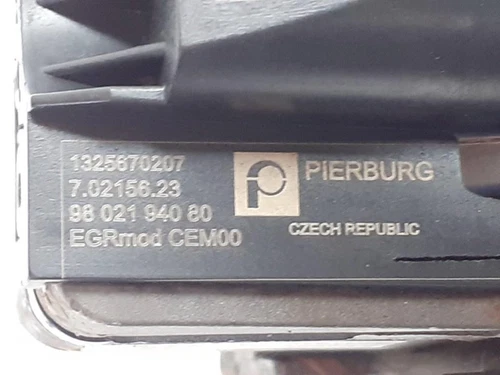 1325670207
7.02156.23
98 021 940 80
EGRmod CEM00
PIERBURG
CZECH REPUBLIC